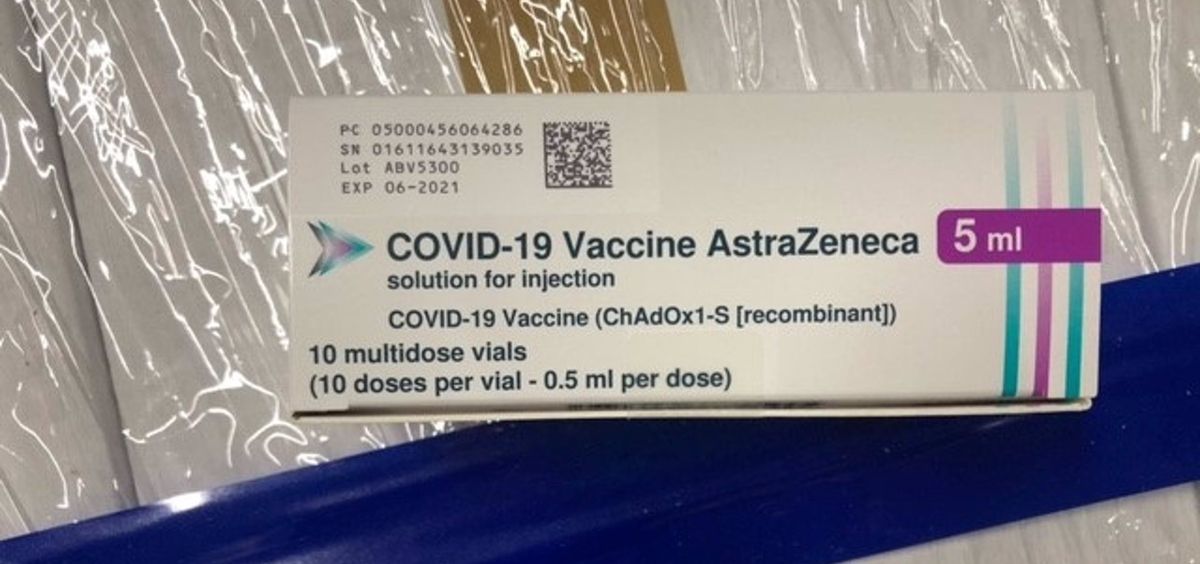 PC 05000456064286
SN 01611643139035
Lot ABV5300
EXP 06-2021
COVID-19 Vaccine AstraZeneca
5 ml
solution for injection
COVID-19 Vaccine (ChAdOx1-S [recombinant])
10 multidose vials
(10 doses per vial - 0.5 ml per dose)